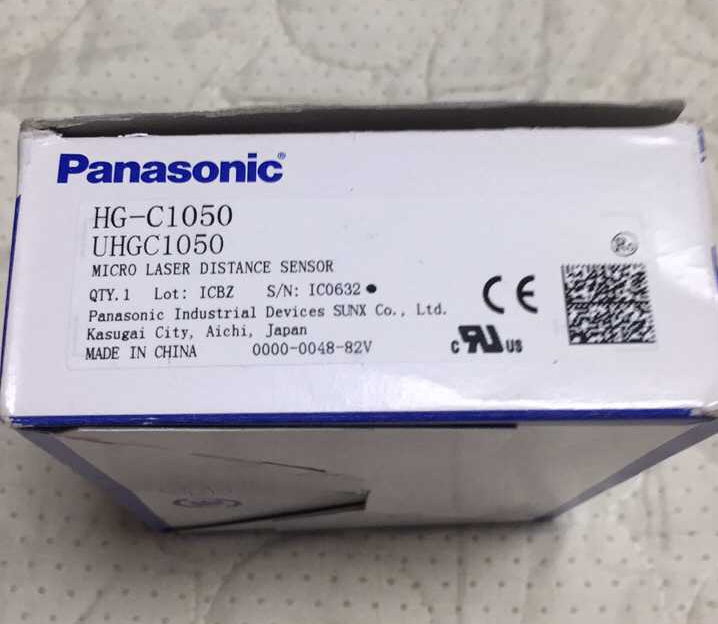 Panasonic®
HG-C1050
UHGC1050
MICRO LASER DISTANCE SENSOR
QTY.1 Lot: ICBZ S/N: IC0632●
Panasonic Industrial Devices SUNX Co., Ltd.
Kasugai City, Aichi, Japan
MADE IN CHINA 0000-0048-82V
CE
c RU us